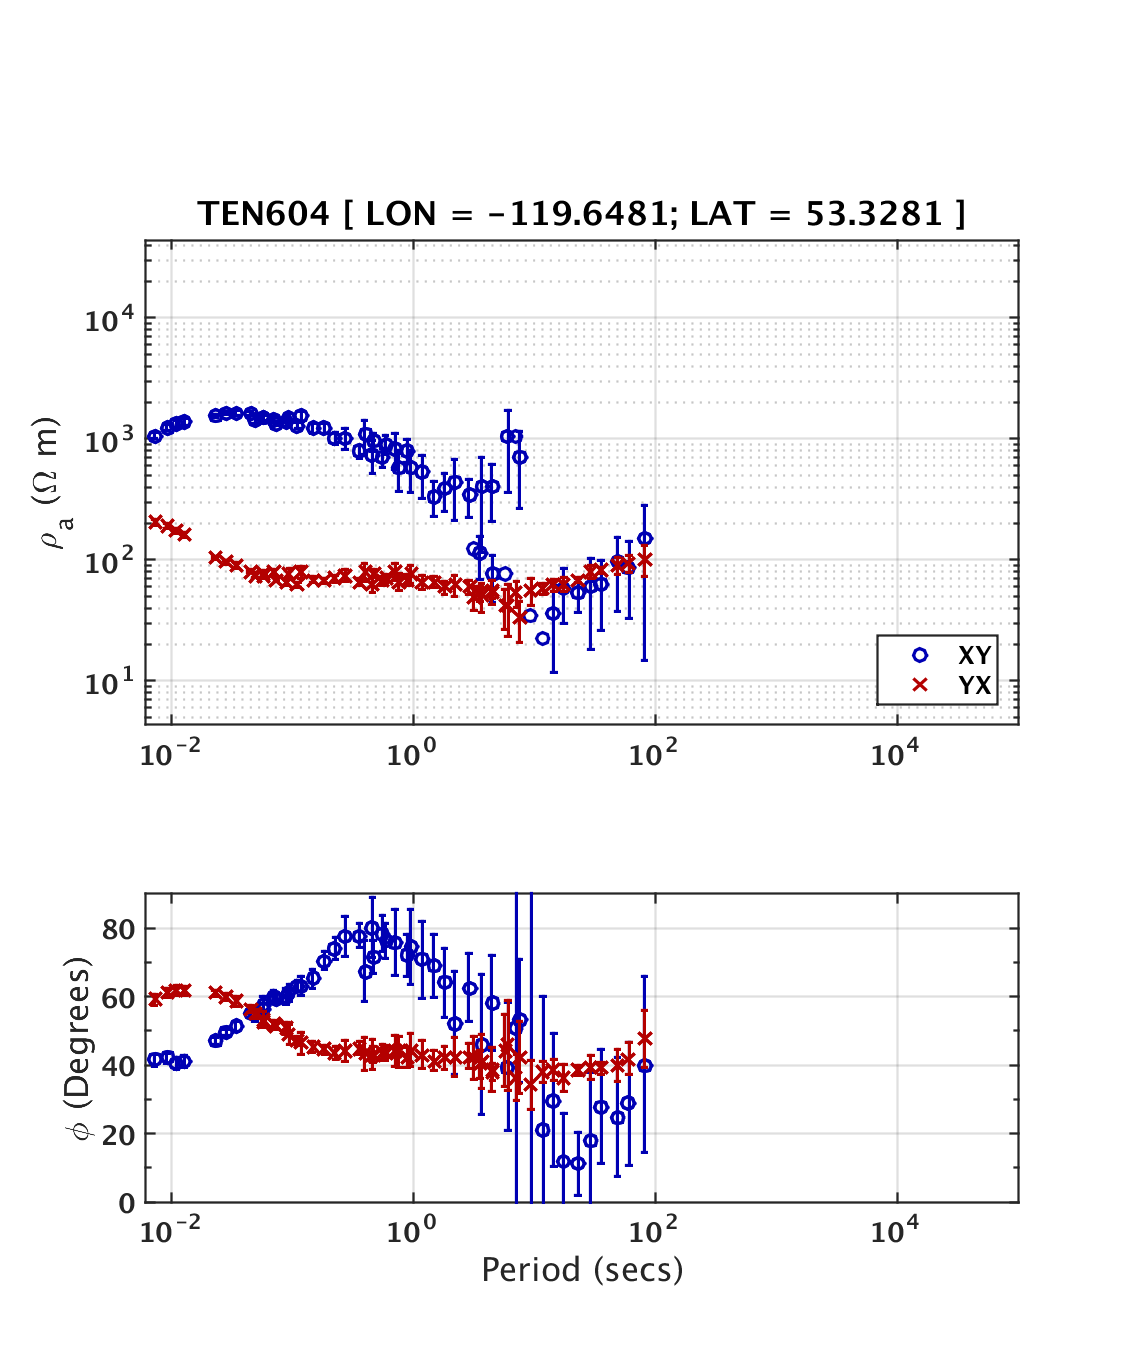 TEN604 [ LON = -119.6481; LAT = 53.3281 ]
ρa (Ω m)
10⁴
10³
10²
10¹
10⁻² 10⁰ 10² 10⁴
XY
YX
ϕ (Degrees)
80
60
40
20
0
10⁻² 10⁰ 10² 10⁴
Period (secs)